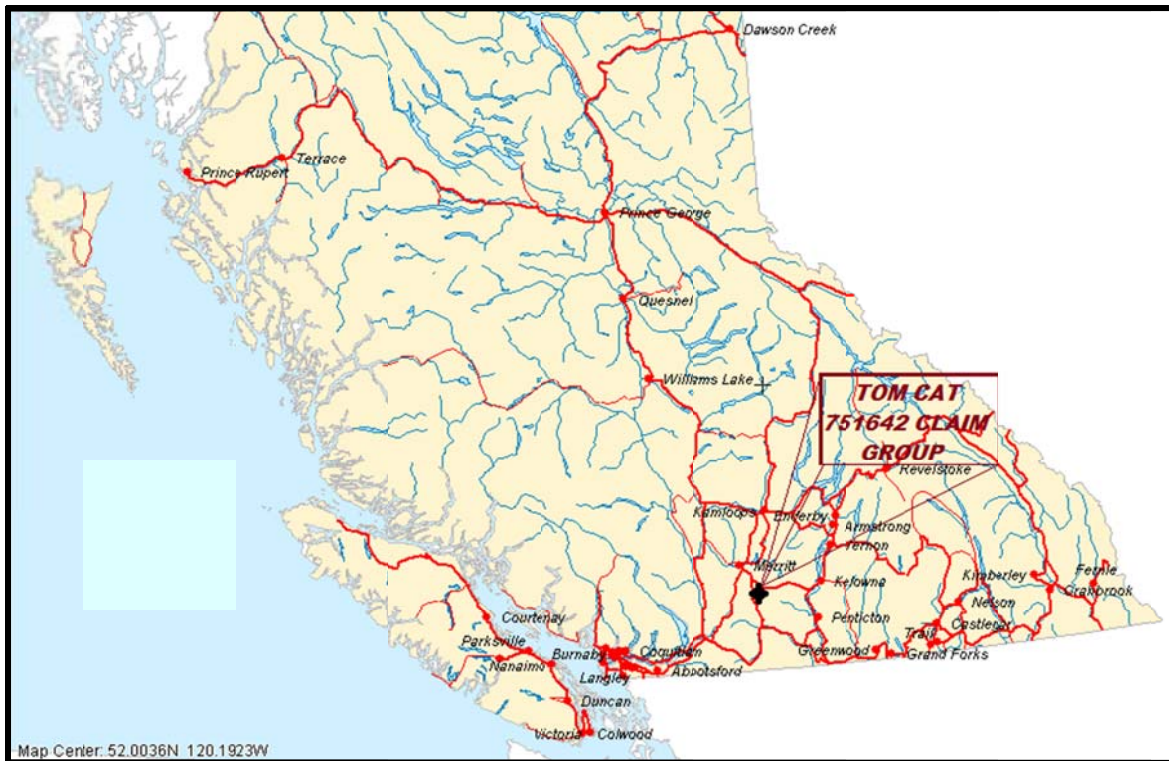 Dawson Creek
Terrace
Prince Rupert
Prince George
Quesnel
Williams Lake
TOM CAT
751642 CLAIM
GROUP
Revelstoke
Kamloops
Enderby
Armstrong
Vernon
Merritt
Kelowna
Kimberley
Fernie
Cranbrook
Nelson
Penticton
Castlegar
Trail
Courtenay
Parksville
Burnaby
Coquitlam
Greenwood
Grand Forks
Nanaimo
Langley
Abbotsford
Duncan
Victoria
Colwood
Map Center: 52.0036N 120.1923W